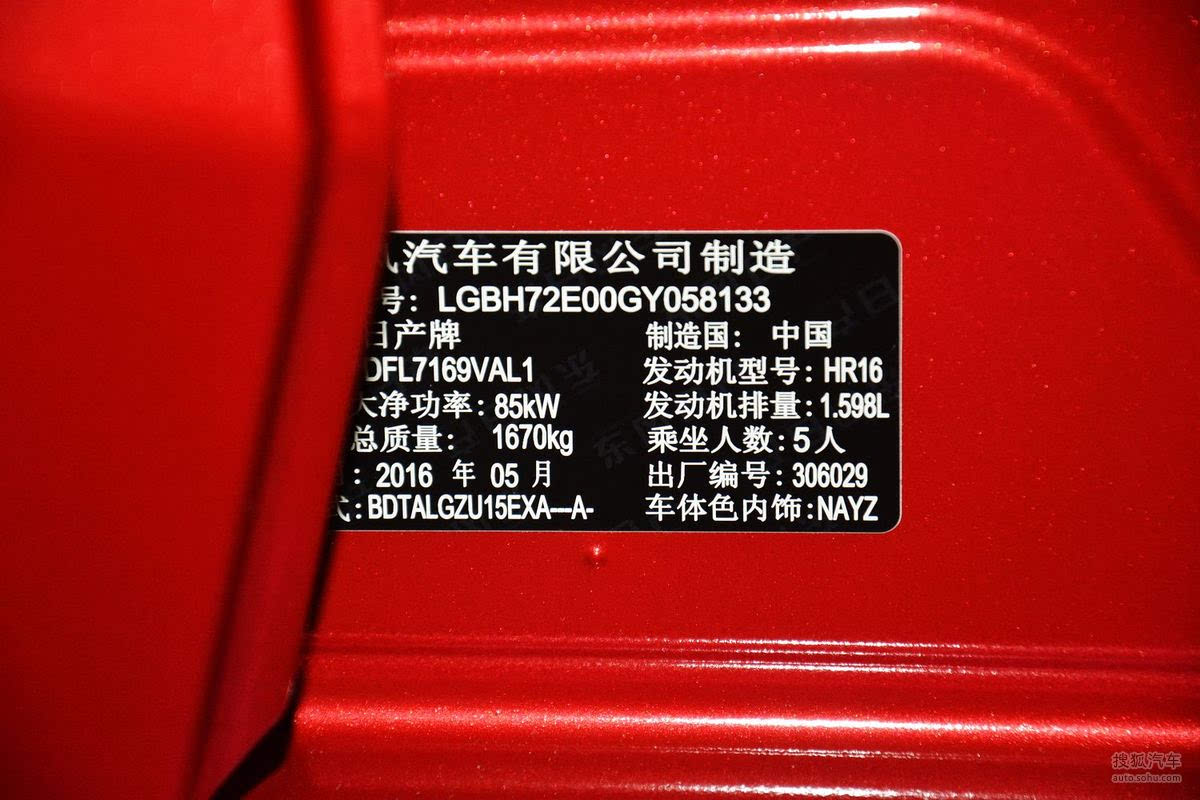 汽车有限公司制造
号: LGBH72E00GY058133
日产牌 制造国: 中国
DFL7169VAL1 发动机型号: HR16
大净功率: 85kW 发动机排量: 1.598L
总质量: 1670kg 乘坐人数: 5人
: 2016 年 05 月 出厂编号: 306029
式: BDTALGZU15EXA---A- 车体色内饰: NAYZ
搜狐汽车
auto.sohu.com